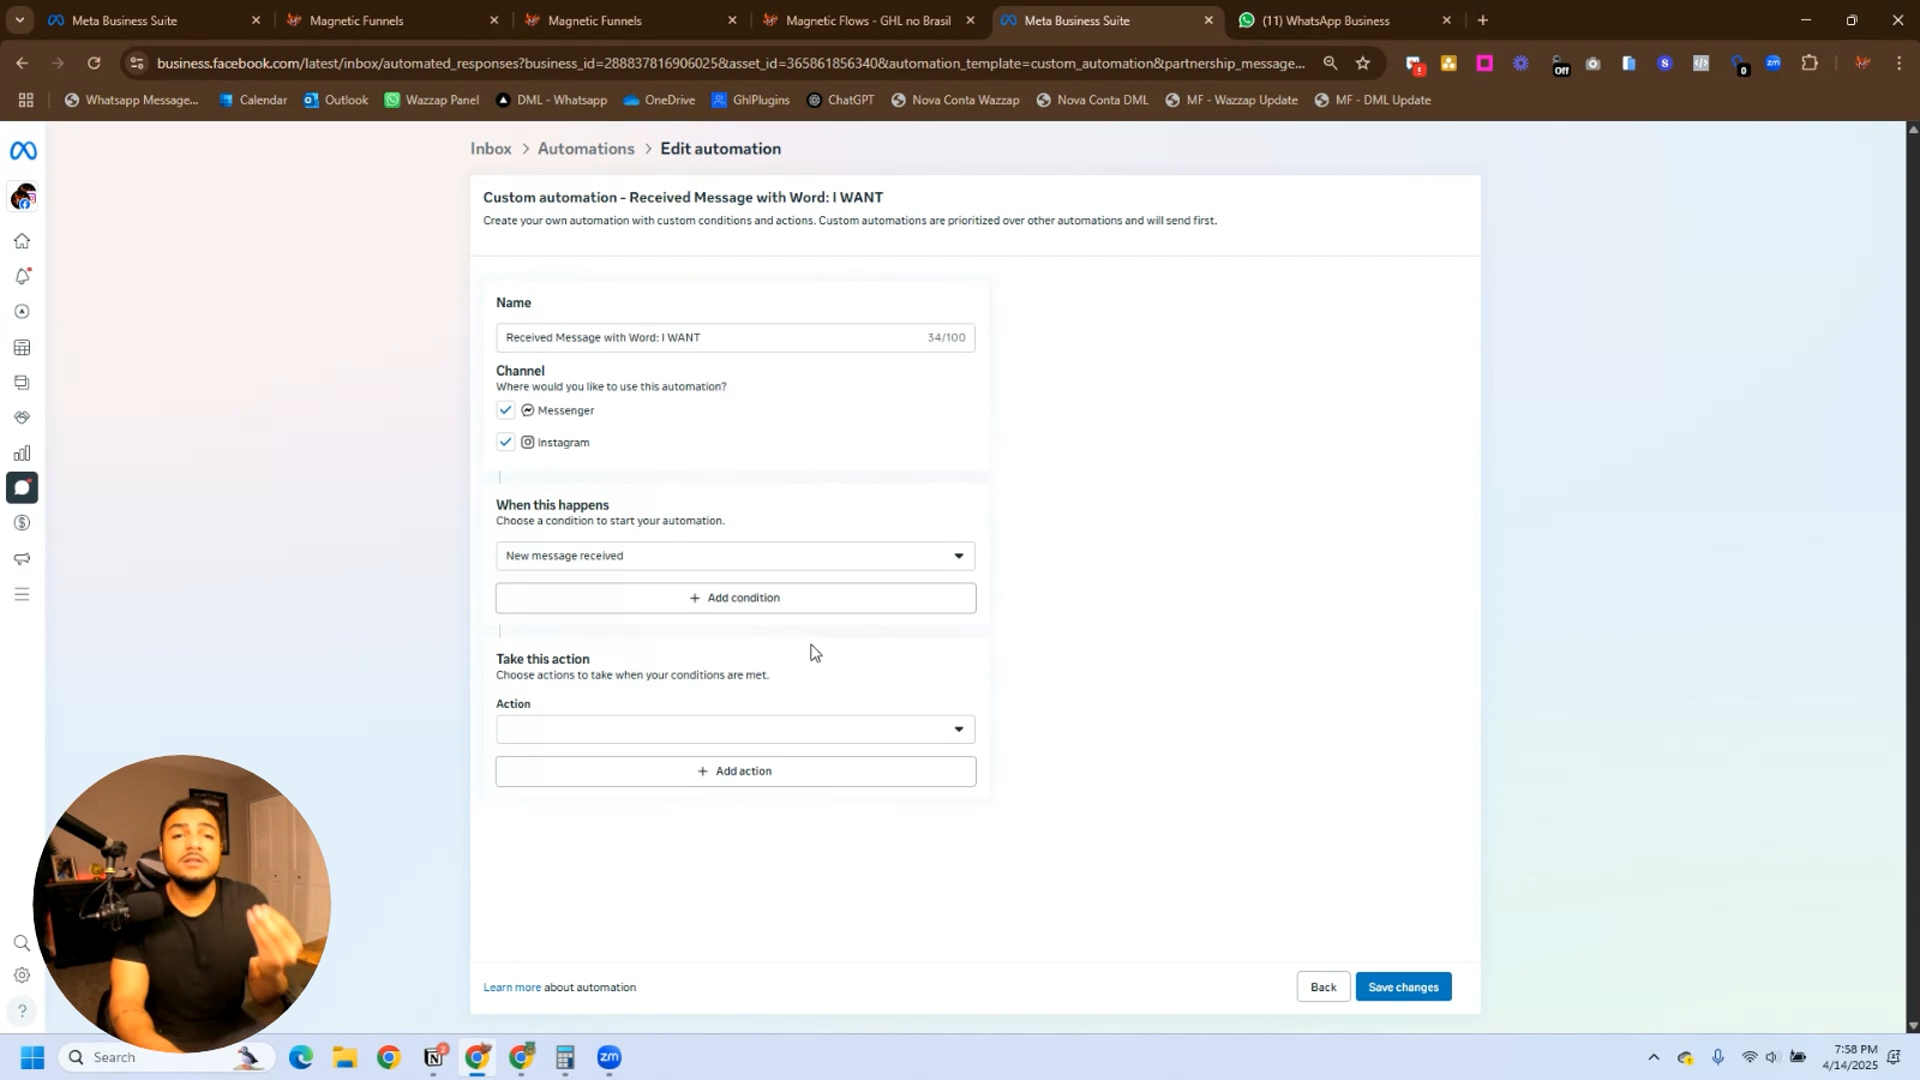 Meta Business Suite
Magnetic Funnels
Magnetic Funnels
Magnetic Flows - GHL no Brasil
Meta Business Suite
(11) WhatsApp Business
business.facebook.com/latest/inbox/automated_responses?business_id=288837816906025&asset_id=365861856340&automation_template=custom_automation&partnership_message...
Off
0
zm
Whatsapp Message...
Calendar
Outlook
Wazzap Panel
DML - Whatsapp
OneDrive
GhlPlugins
ChatGPT
Nova Conta Wazzap
Nova Conta DML
MF - Wazzap Update
MF - DML Update
Inbox > Automations > Edit automation
Custom automation - Received Message with Word: I WANT
Create your own automation with custom conditions and actions. Custom automations are prioritized over other automations and will send first.
Name
Received Message with Word: I WANT
34/100
Channel
Where would you like to use this automation?
Messenger
Instagram
When this happens
Choose a condition to start your automation.
New message received
+ Add condition
Take this action
Choose actions to take when your conditions are met.
Action
+ Add action
Learn more about automation
Back
Save changes
Search
zm
7:58 PM
4/14/2025